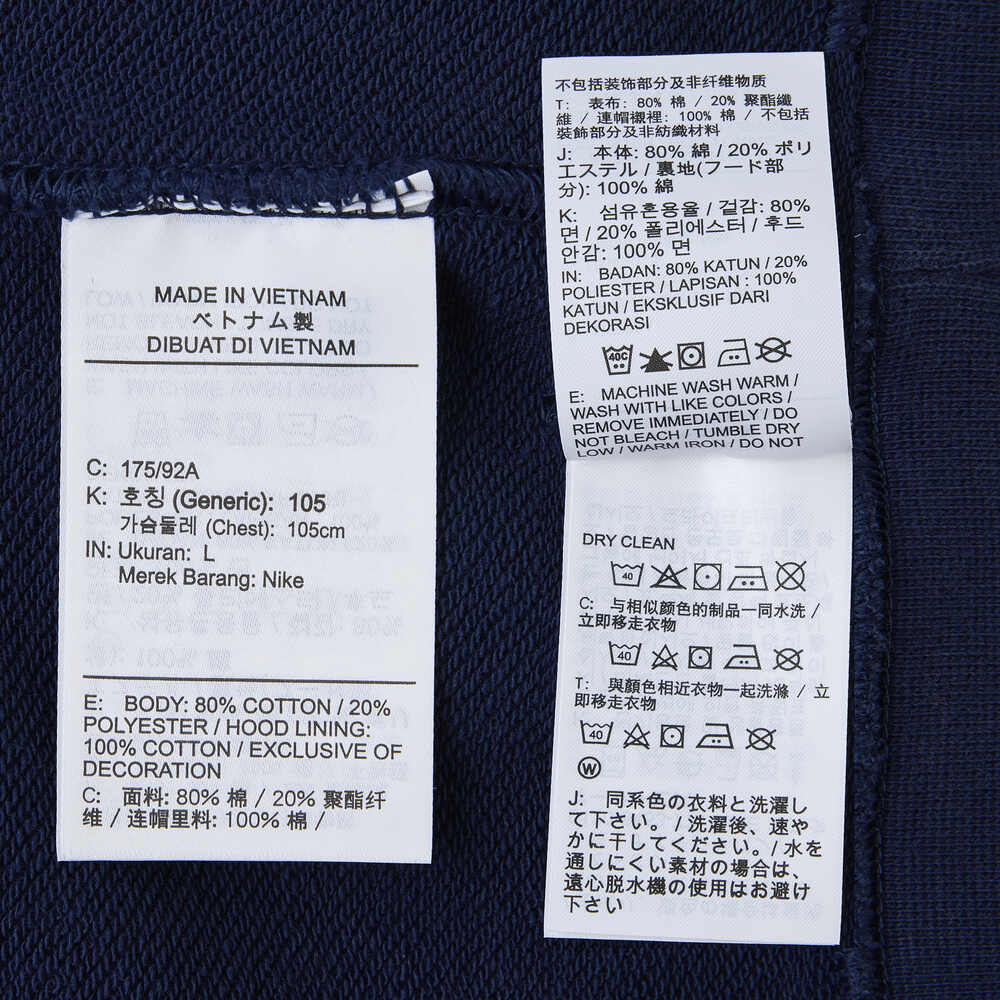 MADE IN VIETNAM
ベトナム製
DIBUAT DI VIETNAM
C: 175/92A
K: 호칭 (Generic): 105
가슴둘레 (Chest): 105cm
IN: Ukuran: L
Merek Barang: Nike
E: BODY: 80% COTTON / 20%
POLYESTER / HOOD LINING:
100% COTTON / EXCLUSIVE OF
DECORATION
C: 面料: 80% 棉 / 20% 聚酯纤
维 / 连帽里料: 100% 棉 /
不包括装饰部分及非纤维物质
T: 表布: 80% 棉 / 20% 聚酯纖
維 / 連帽襯裡: 100% 棉 / 不包括
裝飾部分及非紡織材料
J: 本体: 80% 綿 / 20% ポリ
エステル / 裏地(フード部
分): 100% 綿
K: 섬유혼용율 / 겉감: 80%
면 / 20% 폴리에스터 / 후드
안감: 100% 면
IN: BADAN: 80% KATUN / 20%
POLIESTER / LAPISAN : 100%
KATUN / EKSKLUSIF DARI
DEKORASI
40C
E: MACHINE WASH WARM /
WASH WITH LIKE COLORS /
REMOVE IMMEDIATELY / DO
NOT BLEACH / TUMBLE DRY
LOW / WARM IRON / DO NOT
DRY CLEAN
40
C: 与相似颜色的制品一同水洗 /
立即移走衣物
40
T: 與顏色相近衣物一起洗滌 / 立
即移走衣物
40
W
J: 同系色の衣料と洗濯し
て下さい。/ 洗濯後、速や
かに干してください。/ 水を
通しにくい素材の場合は、
遠心脱水機の使用はお避け
下さい